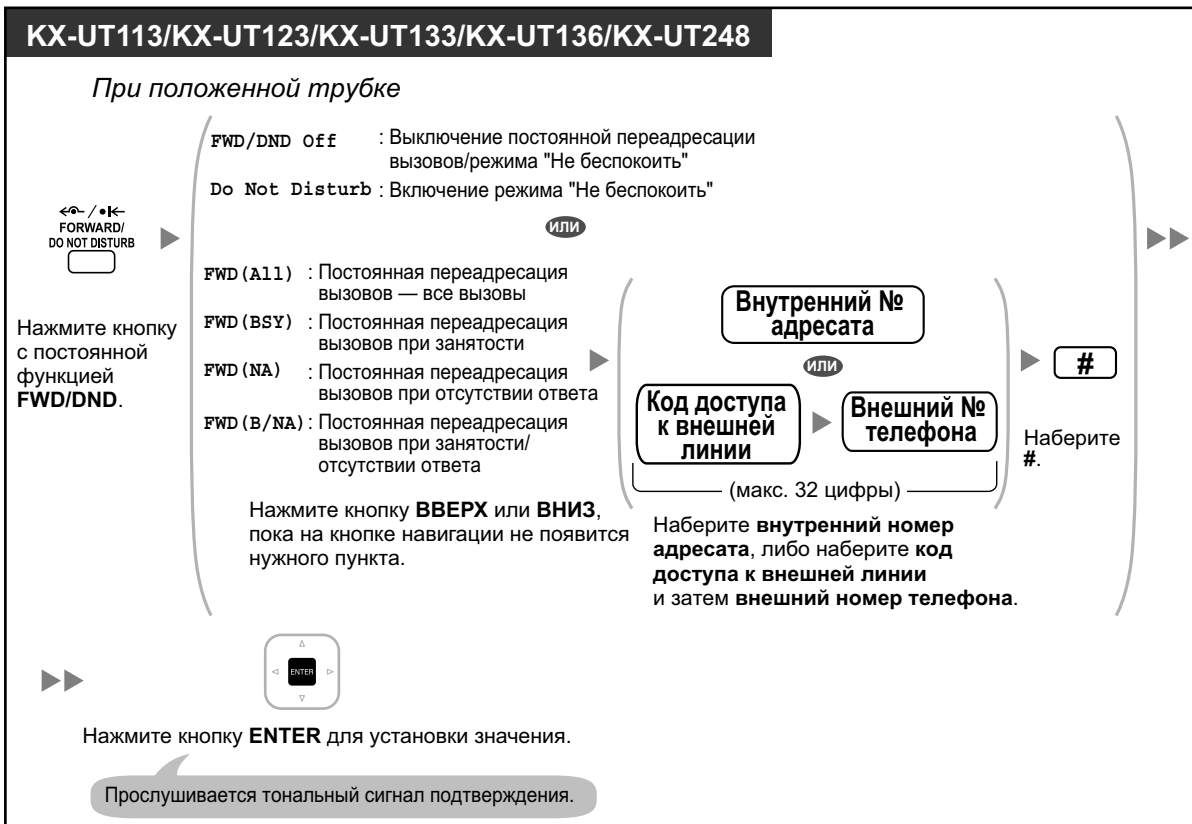 KX-UT113/KX-UT123/KX-UT133/KX-UT136/KX-UT248
При положенной трубке
FORWARD/
DO NOT DISTURB
Нажмите кнопку
с постоянной
функцией
FWD/DND.
FWD/DND Off : Выключение постоянной переадресации
вызовов/режима "Не беспокоить"
Do Not Disturb : Включение режима "Не беспокоить"
или
FWD(All) : Постоянная переадресация
вызовов — все вызовы
FWD(BSY) : Постоянная переадресация
вызовов при занятости
FWD(NA) : Постоянная переадресация
вызовов при отсутствии ответа
FWD(B/NA) : Постоянная переадресация
вызовов при занятости/
отсутствии ответа
Нажмите кнопку ВВЕРХ или ВНИЗ,
пока на кнопке навигации не появится
нужного пункта.
Внутренний №
адресата
или
Код доступа
к внешней
линии
Внешний №
телефона
(макс. 32 цифры)
Наберите внутренний номер
адресата, либо наберите код
доступа к внешней линии
и затем внешний номер телефона.
#
Наберите
#.
ENTER
Нажмите кнопку ENTER для установки значения.
Прослушивается тональный сигнал подтверждения.